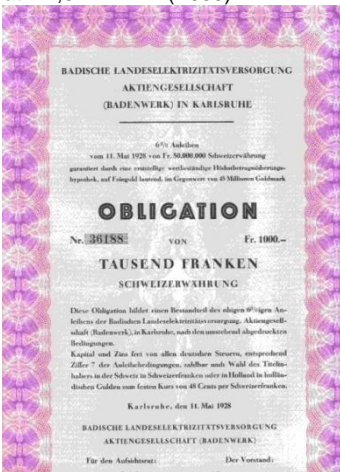 BADISCHE LANDESELEKTRIZITÄTSVERSORGUNG
AKTIENGESELLSCHAFT
(BADENWERK) IN KARLSRUHE
6% Anleihen
vom 11. Mai 1928 von Fr. 50,000,000 Schweizerwährung
garantiert durch eine erststellige wertbeständige Höchstbetragssicherungs-
hypothek, auf Feingold lautend, im Gegenwert von 45 Millionen Goldmark
OBLIGATION
Nr. 36188 VON Fr. 1000.–
TAUSEND FRANKEN
SCHWEIZERWÄHRUNG
Diese Obligation bildet einen Bestandteil des obigen 6%igen An-
leihens der Badischen Landeselektrizitätsversorgung, Aktiengesell-
schaft (Badenwerk), in Karlsruhe, nach den umstehend abgedruckten
Bedingungen.
Kapital und Zins frei von allen deutschen Steuern, entsprechend
Ziffer 7 der Anleihebedingungen, zahlbar nach Wahl des Titelin-
habers in der Schweiz in Schweizerfranken oder in Holland in hollän-
dischen Gulden zum festen Kurs von 48 Cents per Schweizerfranken.
Karlsruhe, den 11. Mai 1928
BADISCHE LANDESELEKTRIZITÄTSVERSORGUNG
AKTIENGESELLSCHAFT (BADENWERK)
Für den Aufsichtsrat: Der Vorstand: